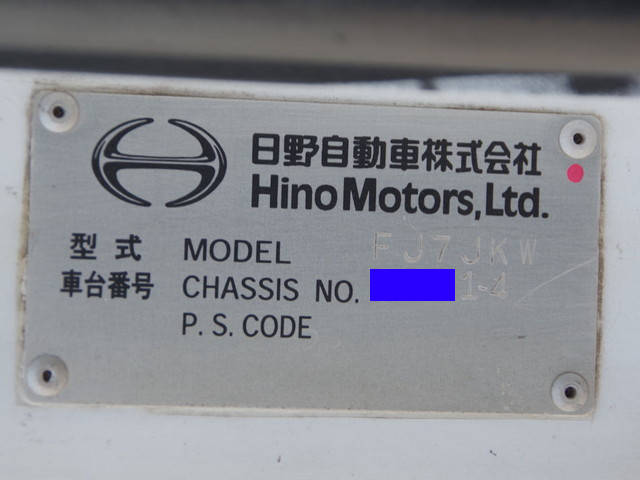 日野自動車株式会社
Hino Motors, Ltd.
型式 MODEL FJ7JKW
車台番号 CHASSIS NO. 1-4
P.S.CODE